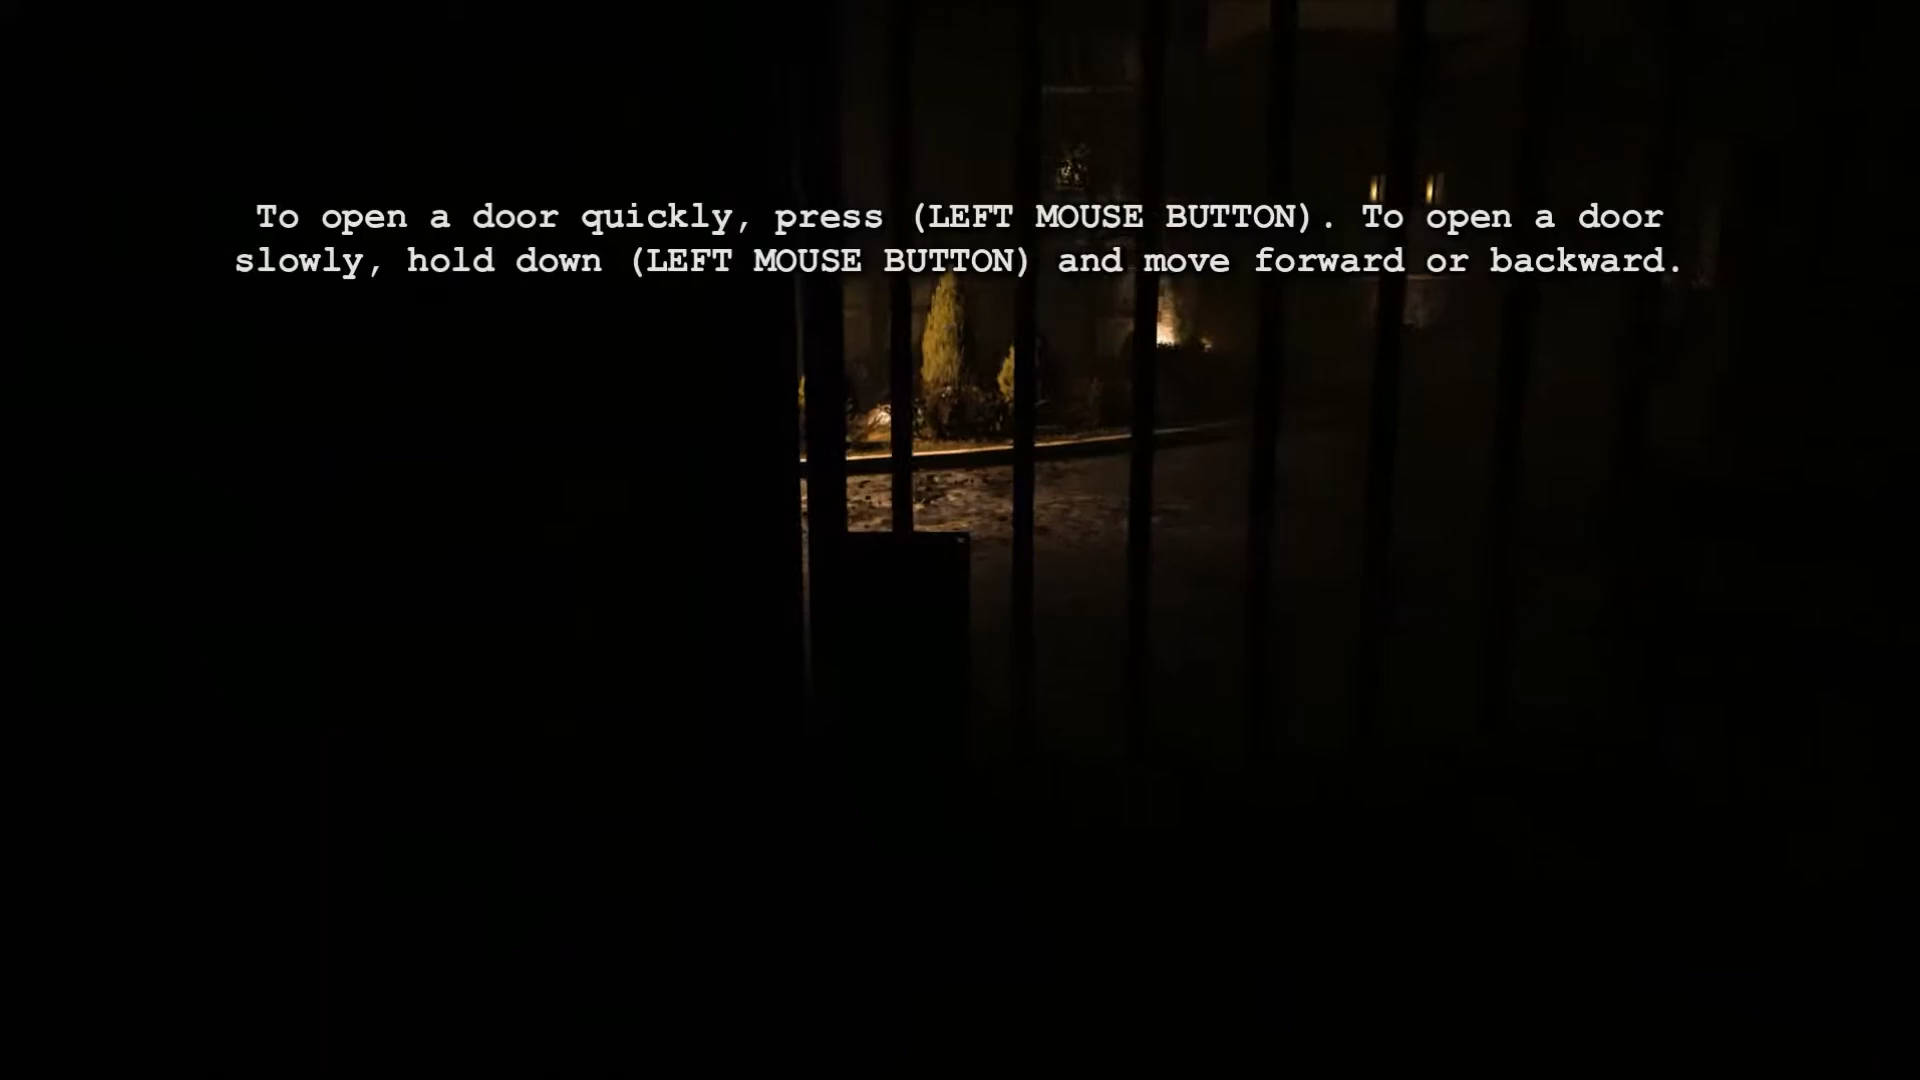 To open a door quickly, press (LEFT MOUSE BUTTON). To open a door
slowly, hold down (LEFT MOUSE BUTTON) and move forward or backward.